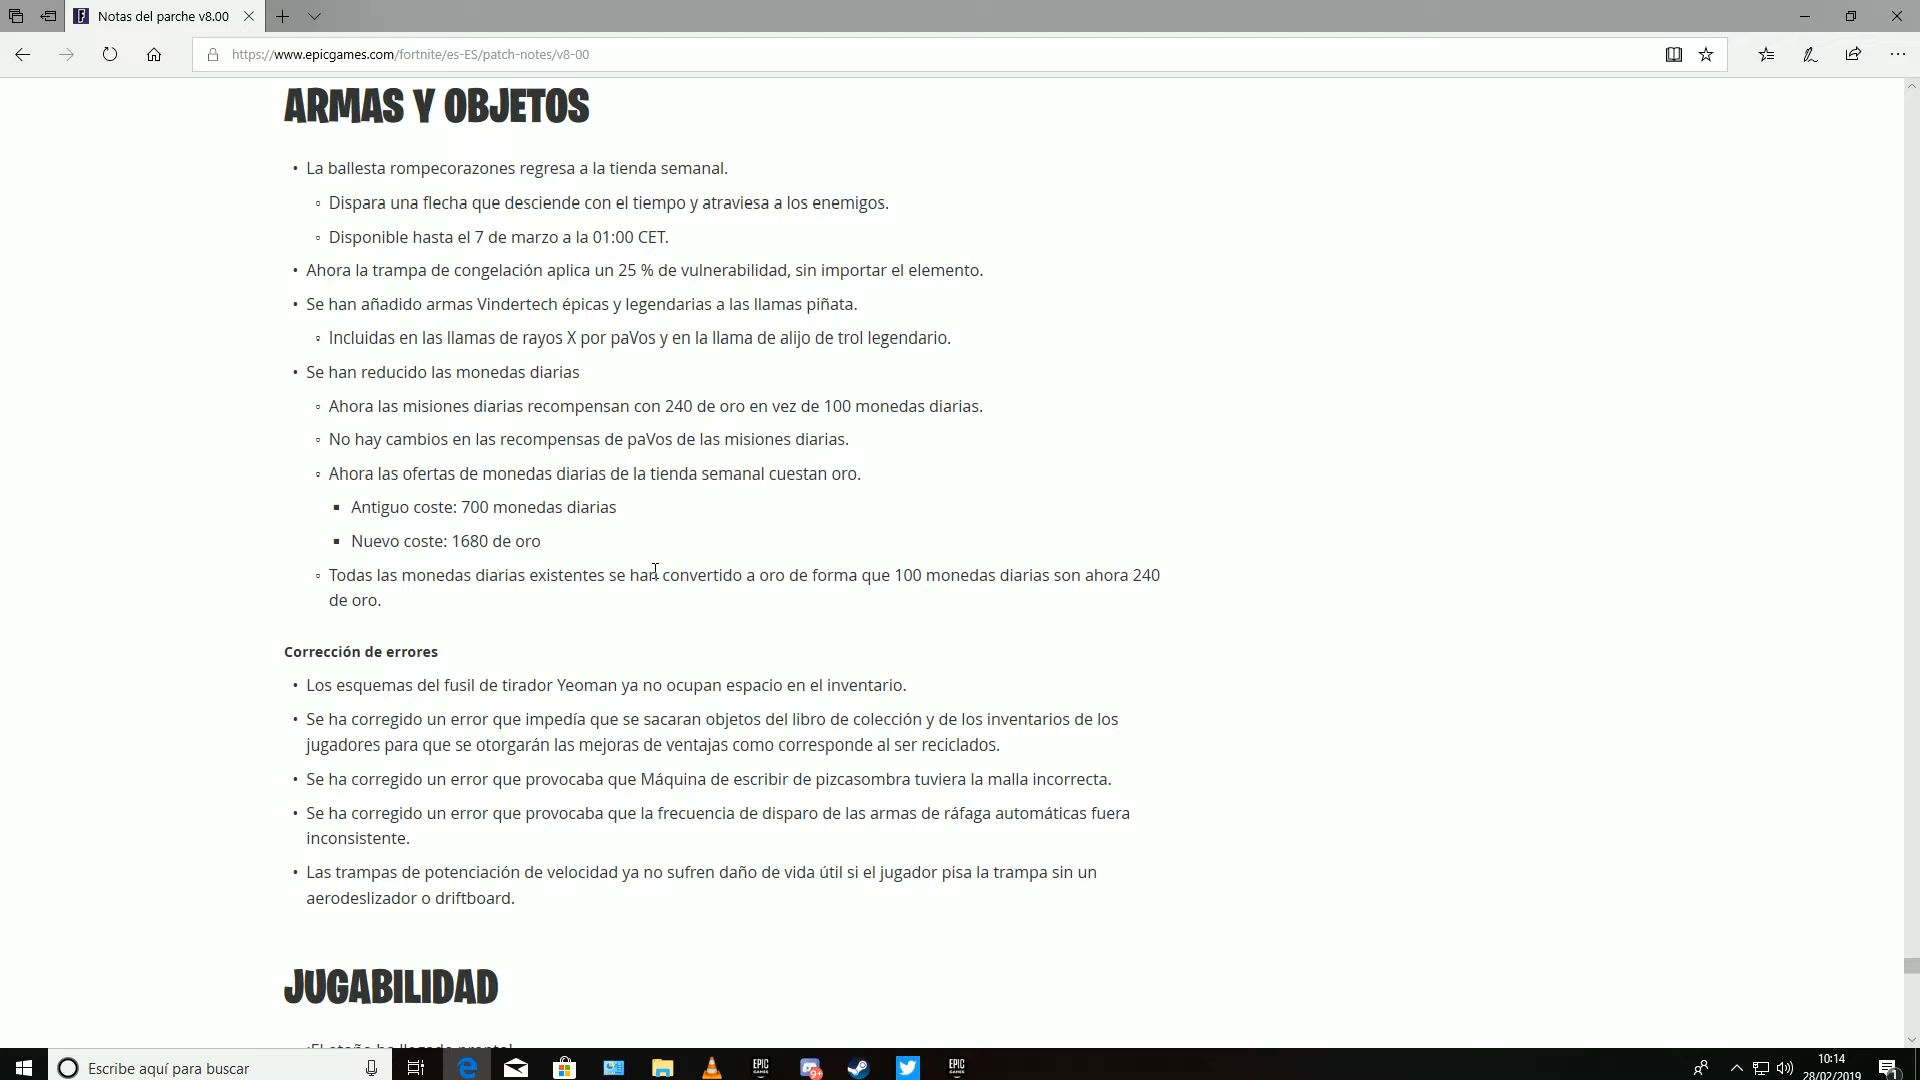 Notas del parche v8.00
https://www.epicgames.com/fortnite/es-ES/patch-notes/v8-00
ARMAS Y OBJETOS
• La ballesta rompecorazones regresa a la tienda semanal.
◦ Dispara una flecha que desciende con el tiempo y atraviesa a los enemigos.
◦ Disponible hasta el 7 de marzo a la 01:00 CET.
• Ahora la trampa de congelación aplica un 25 % de vulnerabilidad, sin importar el elemento.
• Se han añadido armas Vindertech épicas y legendarias a las llamas piñata.
◦ Incluidas en las llamas de rayos X por paVos y en la llama de alijo de trol legendario.
• Se han reducido las monedas diarias
◦ Ahora las misiones diarias recompensan con 240 de oro en vez de 100 monedas diarias.
◦ No hay cambios en las recompensas de paVos de las misiones diarias.
◦ Ahora las ofertas de monedas diarias de la tienda semanal cuestan oro.
▪ Antiguo coste: 700 monedas diarias
▪ Nuevo coste: 1680 de oro
◦ Todas las monedas diarias existentes se han convertido a oro de forma que 100 monedas diarias son ahora 240
de oro.
Corrección de errores
• Los esquemas del fusil de tirador Yeoman ya no ocupan espacio en el inventario.
• Se ha corregido un error que impedía que se sacaran objetos del libro de colección y de los inventarios de los
jugadores para que se otorgarán las mejoras de ventajas como corresponde al ser reciclados.
• Se ha corregido un error que provocaba que Máquina de escribir de pizcasombra tuviera la malla incorrecta.
• Se ha corregido un error que provocaba que la frecuencia de disparo de las armas de ráfaga automáticas fuera
inconsistente.
• Las trampas de potenciación de velocidad ya no sufren daño de vida útil si el jugador pisa la trampa sin un
aerodeslizador o driftboard.
JUGABILIDAD
Escribe aquí para buscar
EPIC GAMES
9+
EPIC GAMES
10:14
28/02/2019
1